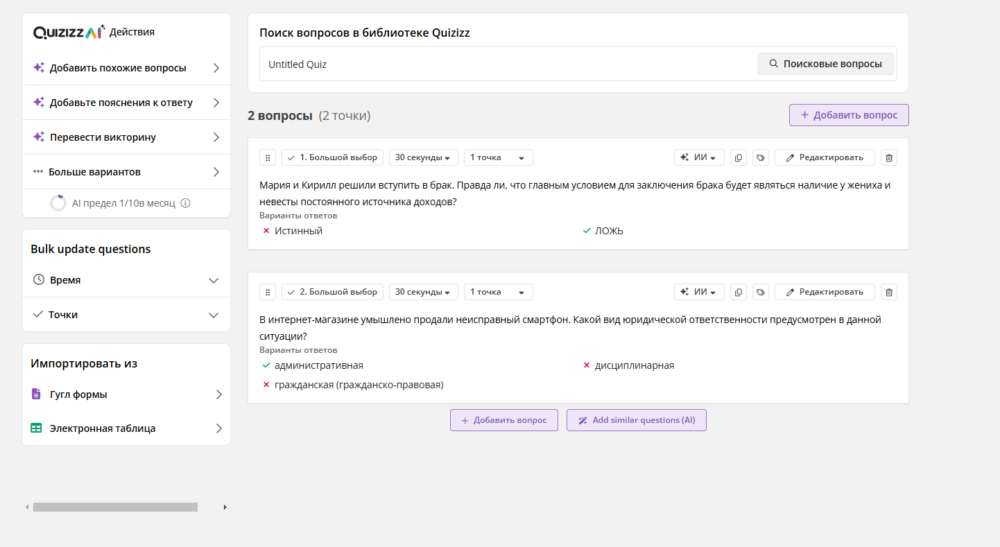 QUIZIZZ AI Действия
Добавить похожие вопросы
Добавьте пояснения к ответу
Перевести викторину
Больше вариантов
AI предел 1/10в месяц
Bulk update questions
Время
Точки
Импортировать из
Гугл формы
Электронная таблица
Поиск вопросов в библиотеке Quizizz
Untitled Quiz
Поисковые вопросы
2 вопросы (2 точки)
Добавить вопрос
1. Большой выбор
30 секунды
1 точка
ИИ
Редактировать
Мария и Кирилл решили вступить в брак. Правда ли, что главным условием для заключения брака будет являться наличие у жениха и
невесты постоянного источника доходов?
Варианты ответов
Истинный
ЛОЖЬ
2. Большой выбор
30 секунды
1 точка
ИИ
Редактировать
В интернет-магазине умышлено продали неисправный смартфон. Какой вид юридической ответственности предусмотрен в данной
ситуации?
Варианты ответов
административная
дисциплинарная
гражданская (гражданско-правовая)
Добавить вопрос
Add similar questions (AI)